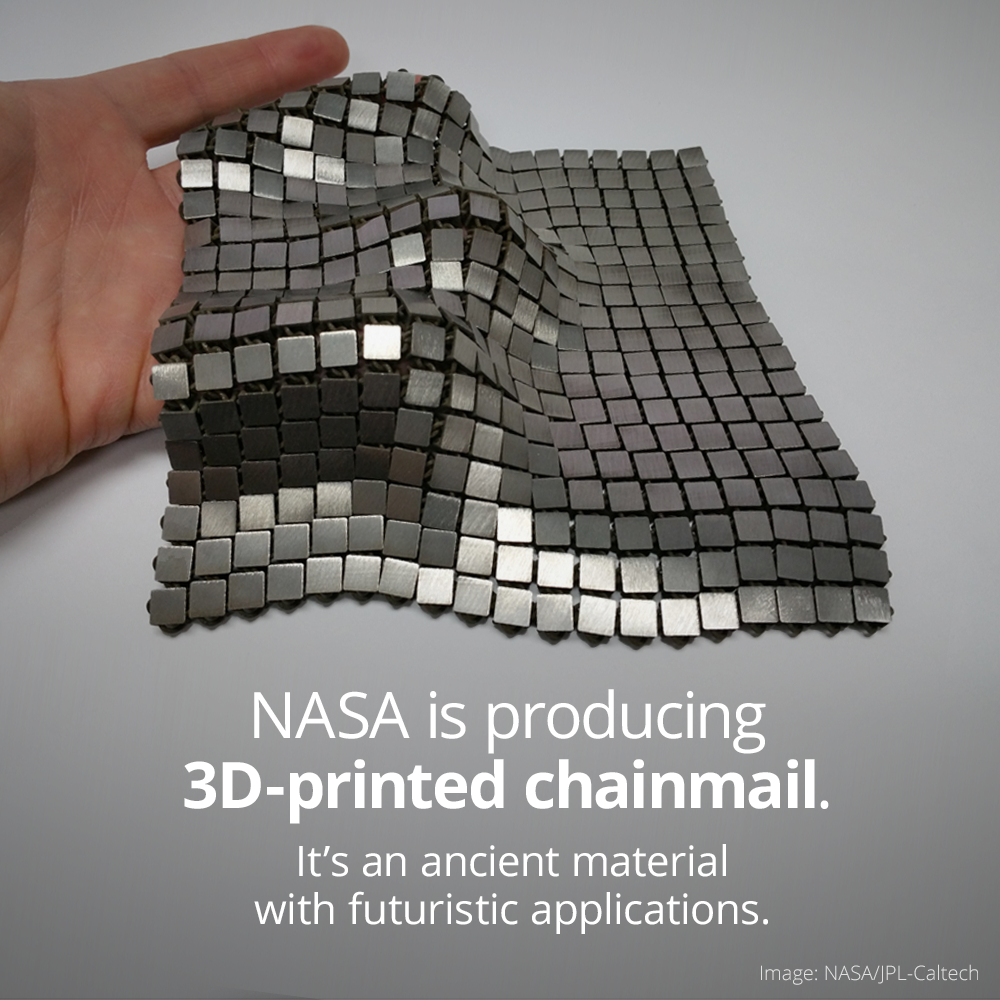 NASA is producing
3D-printed chainmail.
It’s an ancient material
with futuristic applications.
Image: NASA/JPL-Caltech